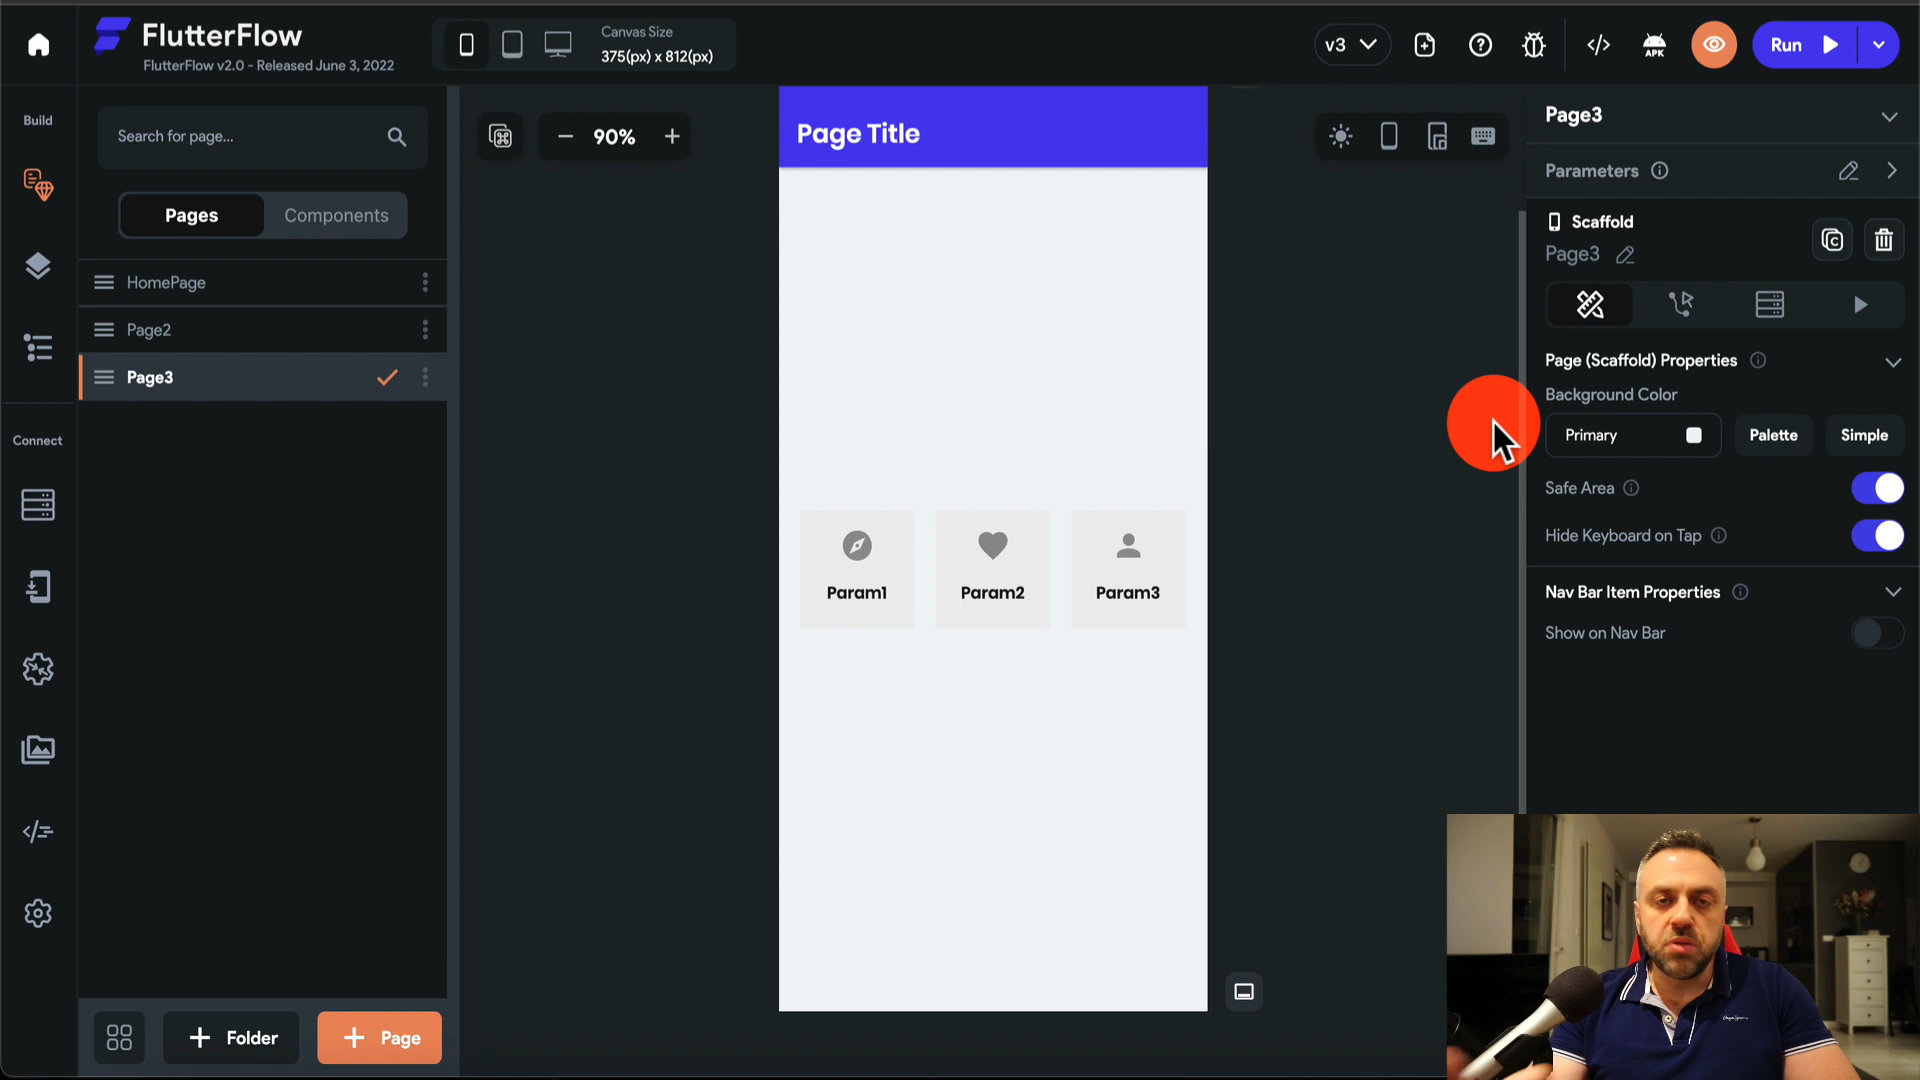 FlutterFlow
FlutterFlow v2.0 - Released June 3, 2022
Canvas Size
375(px) x 812(px)
v3
APK
Run
Build
Search for page...
Pages
Components
HomePage
Page2
Page3
Connect
+ Folder
+ Page
90%
Page Title
Param1
Param2
Param3
Page3
Parameters
Scaffold
Page3
Page (Scaffold) Properties
Background Color
Primary
Palette
Simple
Safe Area
Hide Keyboard on Tap
Nav Bar Item Properties
Show on Nav Bar